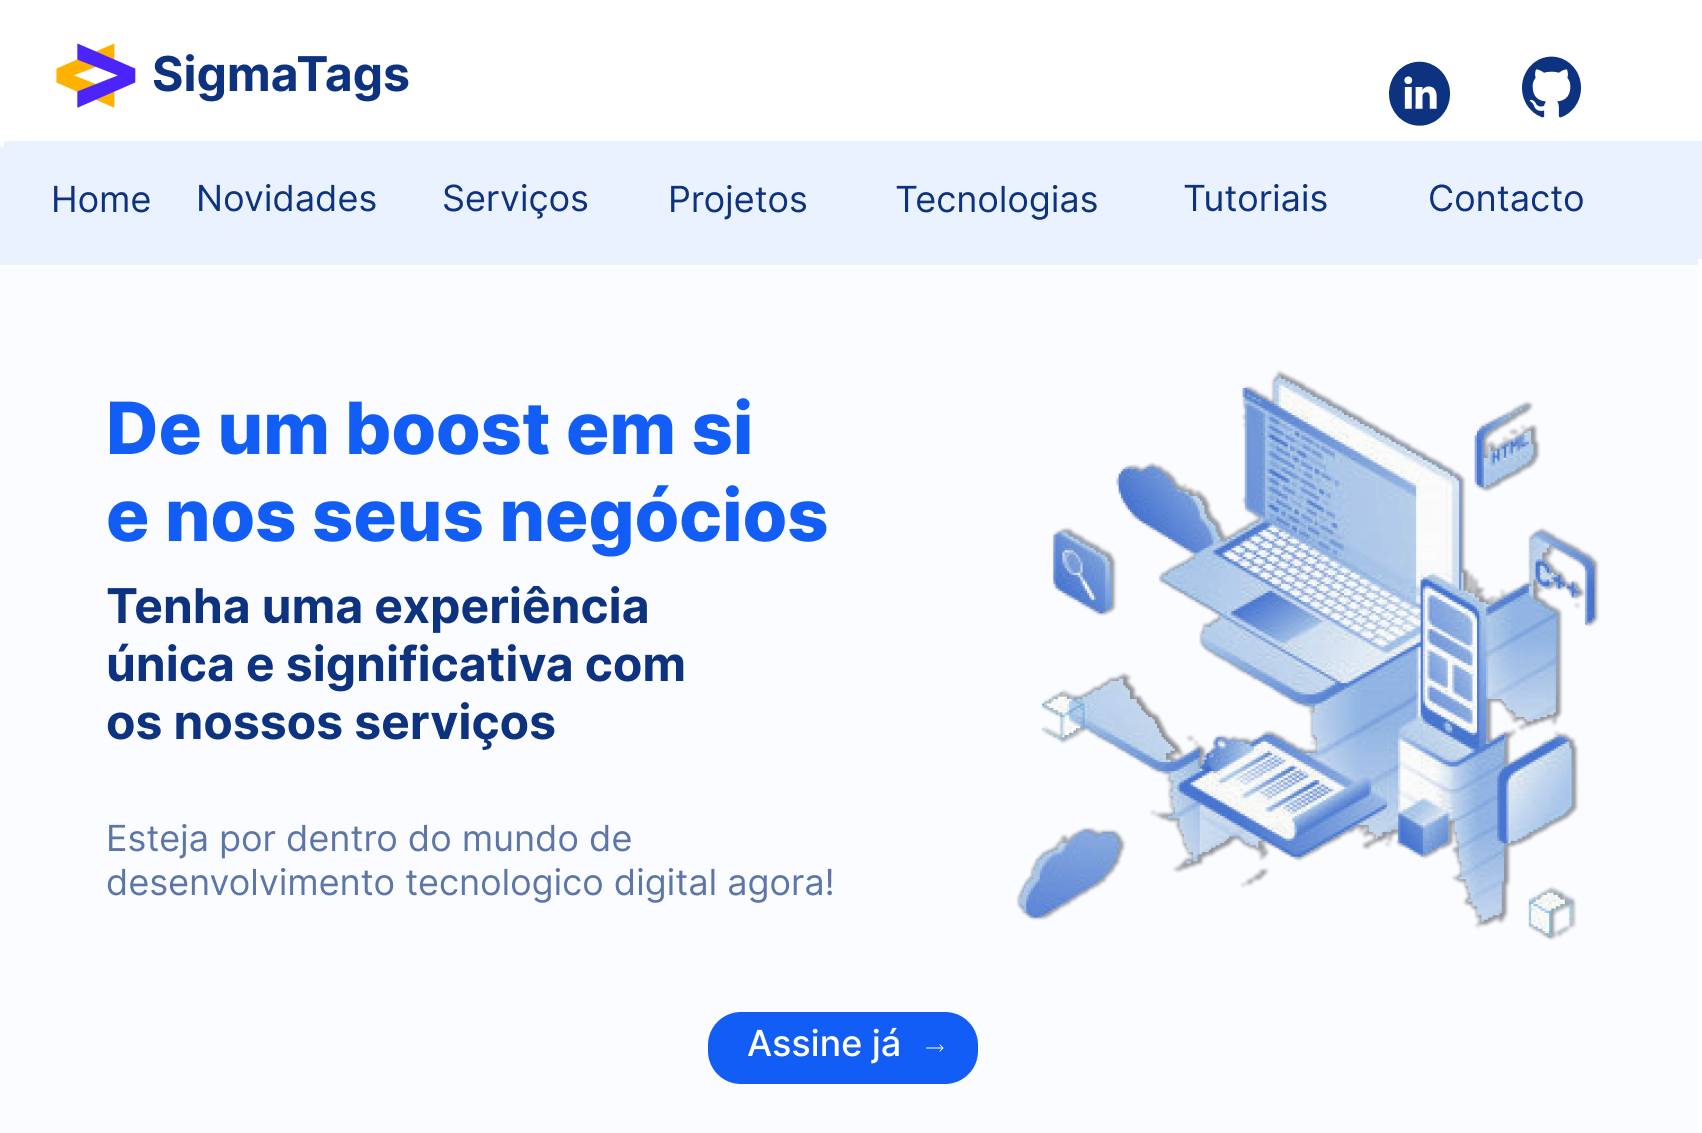 SigmaTags
in
Home Novidades Serviços Projetos Tecnologias Tutoriais Contacto
De um boost em si
e nos seus negócios
Tenha uma experiência
única e significativa com
os nossos serviços
Esteja por dentro do mundo de
desenvolvimento tecnologico digital agora!
HTML
C++
Assine já →